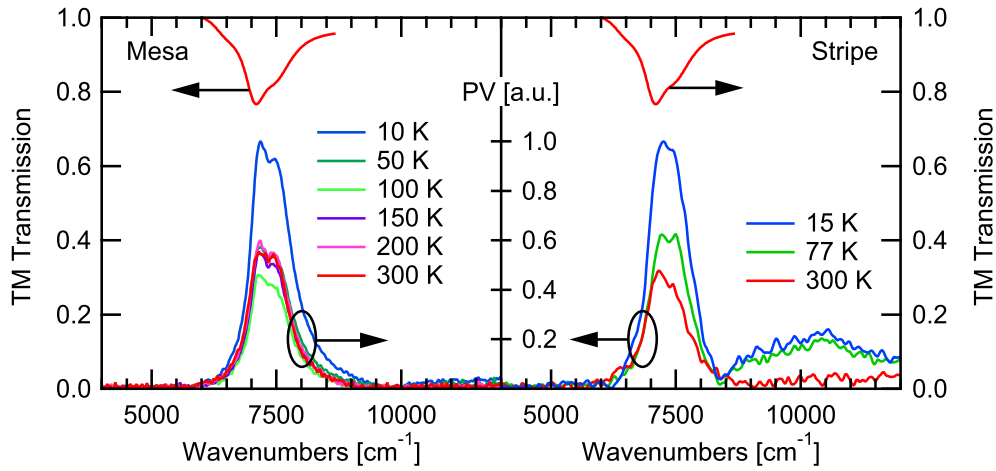 Mesa
Stripe
TM Transmission
1.0
0.8
0.6
0.4
0.2
0.0
10 K
50 K
100 K
150 K
200 K
300 K
5000
7500
10000
Wavenumbers [cm⁻¹]
PV [a.u.]
1.0
0.8
0.6
0.4
0.2
15 K
77 K
300 K
5000
7500
10000
Wavenumbers [cm⁻¹]
1.0
0.8
0.6
0.4
0.2
0.0
TM Transmission